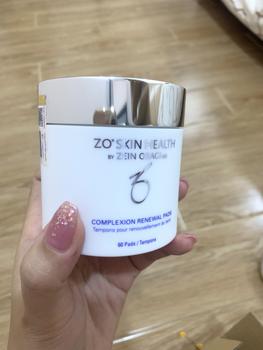 ZO® SKIN HEALTH
BY ZEIN OBAGI MD
COMPLEXION RENEWAL PADS
Tampons pour renouvellement du teint
60 Pads / Tampons